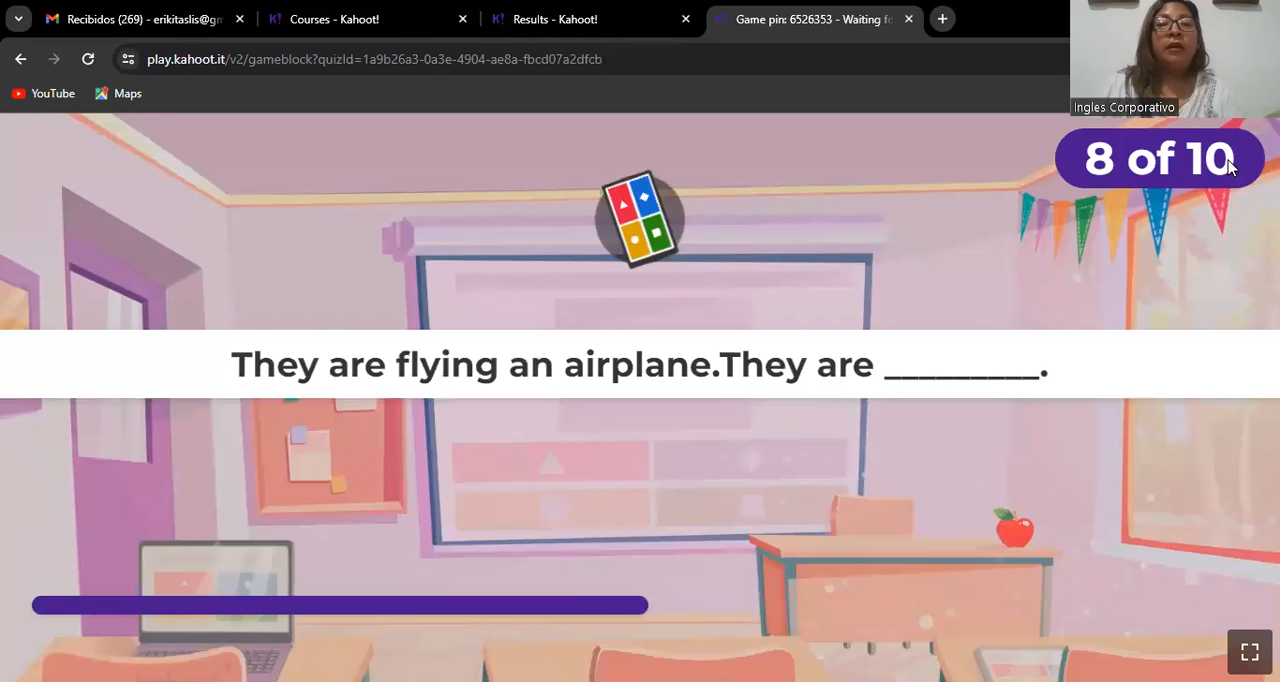 Recibidos (269) - erikitaslis@gm
Courses - Kahoot!
Results - Kahoot!
Game pin: 6526353 - Waiting fo
play.kahoot.it/v2/gameblock?quizId=1a9b26a3-0a3e-4904-ae8a-fbcd07a2dfcb
YouTube
Maps
Ingles Corporativo
8 of 10
They are flying an airplane.They are _________.